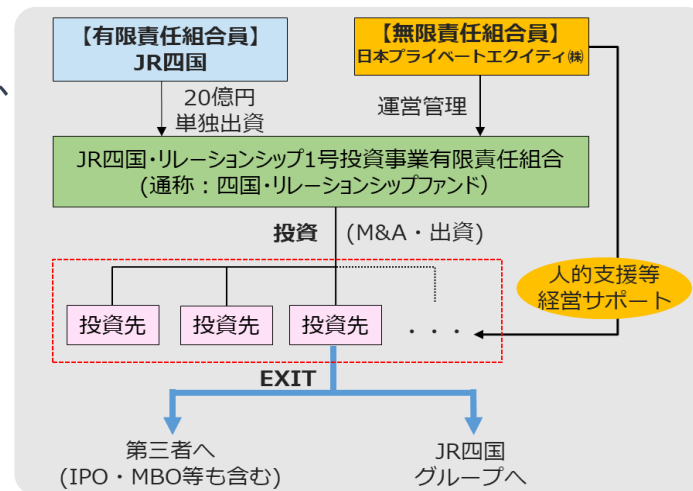 【有限責任組合員】
JR四国
【無限責任組合員】
日本プライベートエクイティ㈱
20億円
単独出資
運営管理
JR四国・リレーションシップ1号投資事業有限責任組合
(通称：四国・リレーションシップファンド)
投資 (M&A・出資)
人的支援等
経営サポート
投資先
投資先
投資先
・・・
EXIT
第三者へ
(IPO・MBO等も含む)
JR四国
グループへ